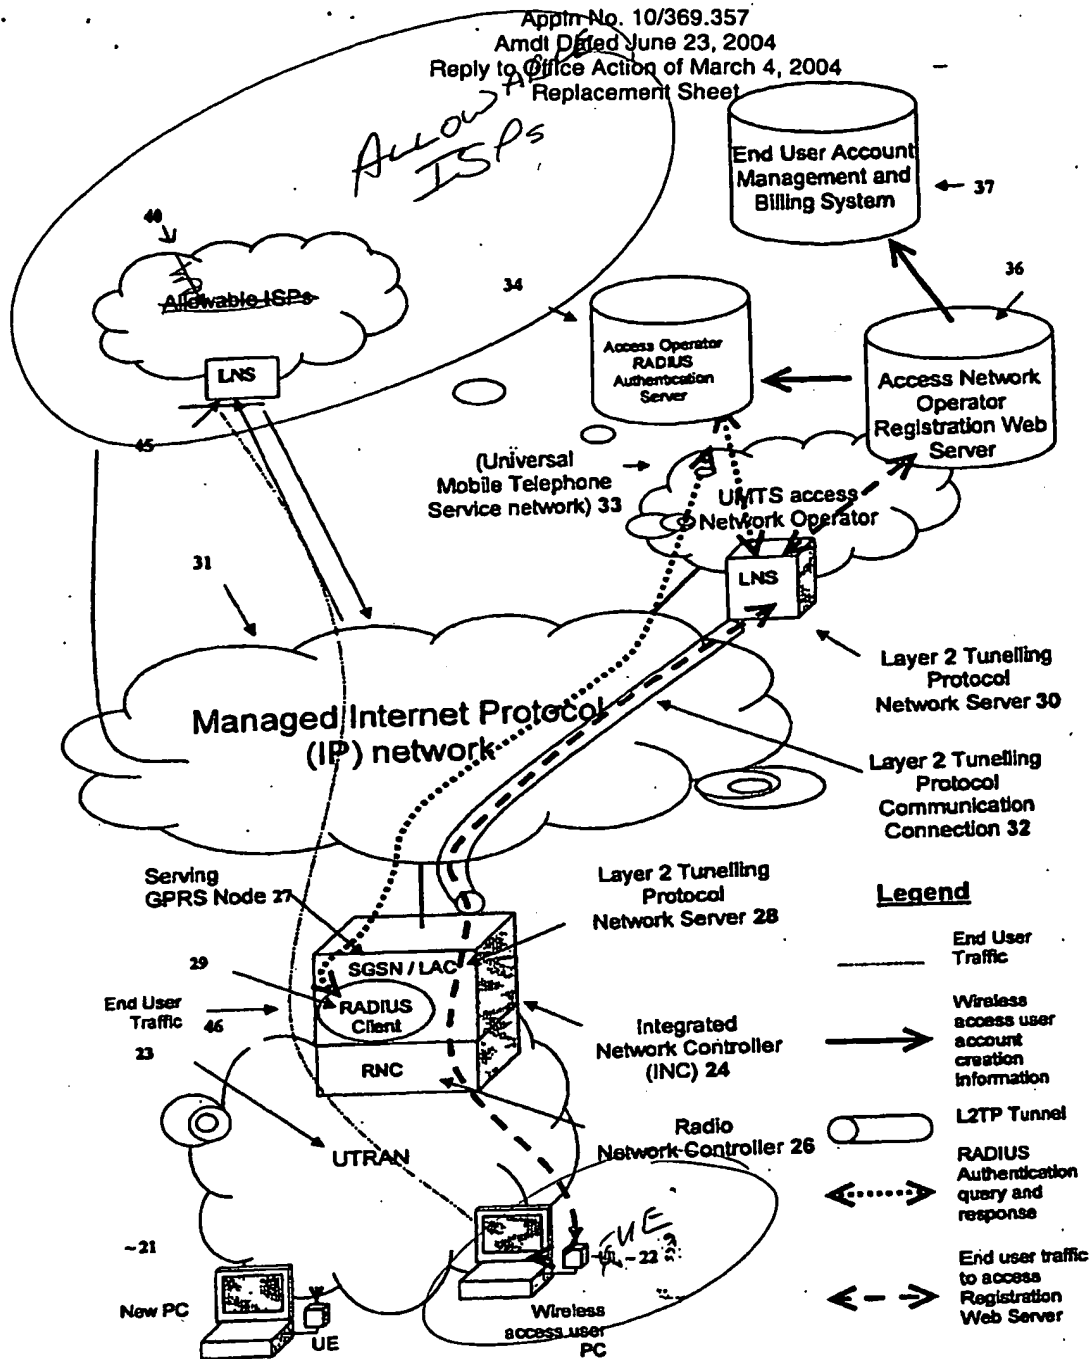 Appln No. 10/369.357
Amdt Dated June 23, 2004
Reply to Office Action of March 4, 2004
Replacement Sheet
ALLOWABLE
ISPs
End User Account
Management and
Billing System
37
40
Allowable ISPs
34
36
Access Operator
RADIUS
Authentication
Server
Access Network
Operator
Registration Web
Server
LNS
45
(Universal
Mobile Telephone
Service network) 33
UMTS access
Network Operator
LNS
31
Layer 2 Tunelling
Protocol
Network Server 30
Managed Internet Protocol
(IP) network
Layer 2 Tunelling
Protocol
Communication
Connection 32
Serving
GPRS Node 27
Layer 2 Tunelling
Protocol
Network Server 28
Legend
End User
Traffic
SGSN / LAC
29
RADIUS
Client
End User
Traffic 46
Integrated
Network Controller
(INC) 24
Wireless
access user
account
creation
information
23
RNC
L2TP Tunnel
Radio
Network Controller 26
UTRAN
RADIUS
Authentication
query and
response
~21
UE
~22
New PC
UE
Wireless
access user
PC
End user traffic
to access
Registration
Web Server